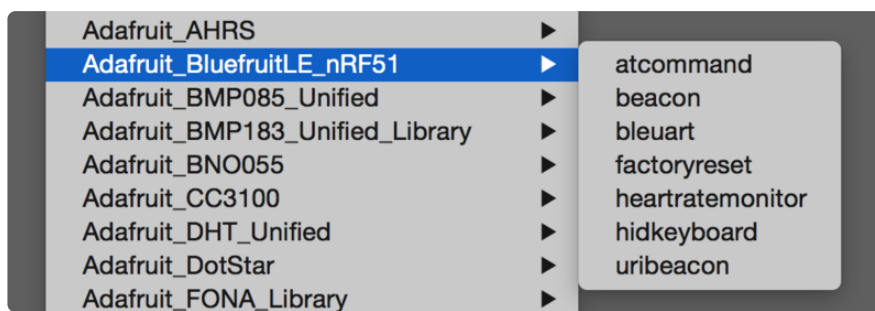 Adafruit_AHRS
Adafruit_BluefruitLE_nRF51
Adafruit_BMP085_Unified
Adafruit_BMP183_Unified_Library
Adafruit_BNO055
Adafruit_CC3100
Adafruit_DHT_Unified
Adafruit_DotStar
Adafruit_FONA_Library
atcommand
beacon
bleuart
factoryreset
heartratemonitor
hidkeyboard
uribeacon